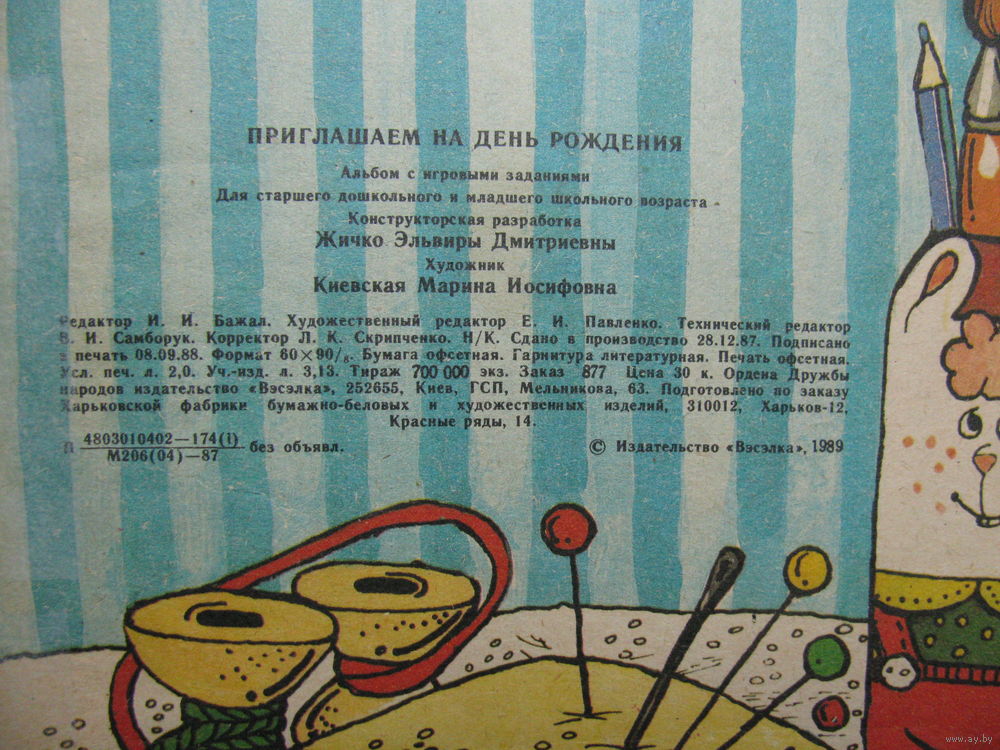 ПРИГЛАШАЕМ НА ДЕНЬ РОЖДЕНИЯ
Альбом с игровыми заданиями
Для старшего дошкольного и младшего школьного возраста
Конструкторская разработка
Жичко Эльвиры Дмитриевны
Художник
Киевская Марина Иосифовна
Редактор И. И. Бажал. Художественный редактор Е. И. Павленко. Технический редактор
В. И. Самборук. Корректор Л. К. Скрипченко. Н/К. Сдано в производство 28.12.87. Подписано
в печать 08.09.88. Формат 60×90/8. Бумага офсетная. Гарнитура литературная. Печать офсетная.
Усл. печ. л. 2,0. Уч.-изд. л. 3,13. Тираж 700 000 экз. Заказ 877 Цена 30 к. Ордена Дружбы
народов издательство «Вэсэлка», 252655, Киев, ГСП, Мельникова, 63. Подготовлено по заказу
Харьковской фабрики бумажно-беловых и художественных изделий, 310012, Харьков-12,
Красные ряды, 14.
П 4803010402—174(1)
М206(04)—87 без объявл.
© Издательство «Вэсэлка», 1989
www.ay.by